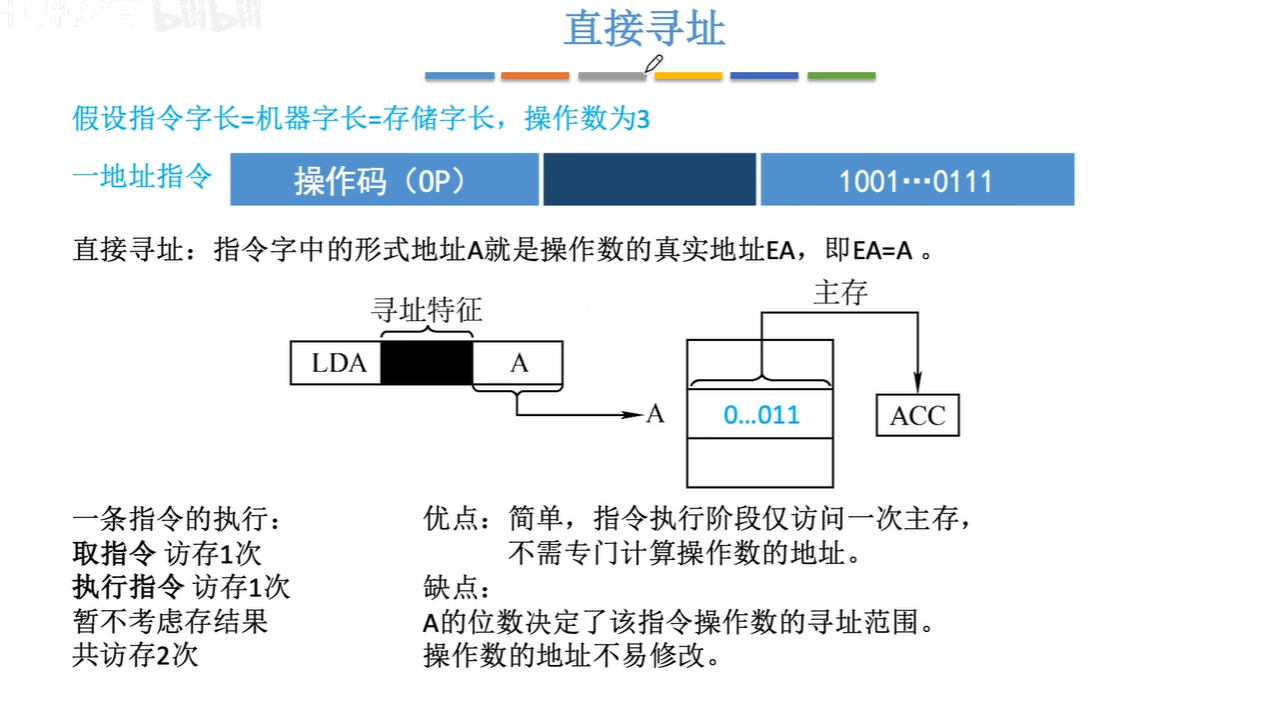 bilibili
直接寻址
假设指令字长=机器字长=存储字长，操作数为3
一地址指令 操作码（OP） 1001…0111
直接寻址：指令字中的形式地址A就是操作数的真实地址EA，即EA=A 。
主存
寻址特征
LDA A
A 0…011 ACC
一条指令的执行：
取指令 访存1次
执行指令 访存1次
暂不考虑存结果
共访存2次
优点：简单，指令执行阶段仅访问一次主存，
不需专门计算操作数的地址。
缺点：
A的位数决定了该指令操作数的寻址范围。
操作数的地址不易修改。